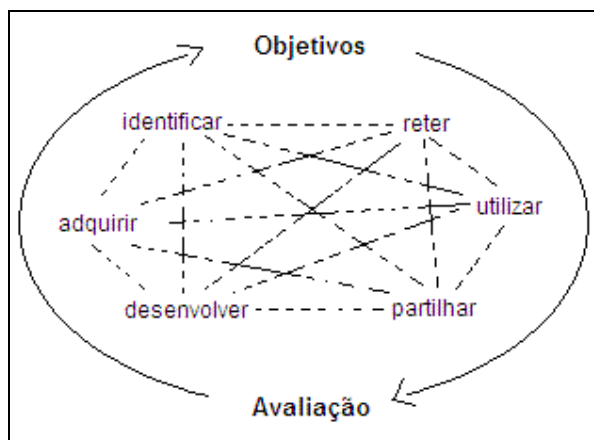 Objetivos
identificar reter
adquirir utilizar
desenvolver partilhar
Avaliação